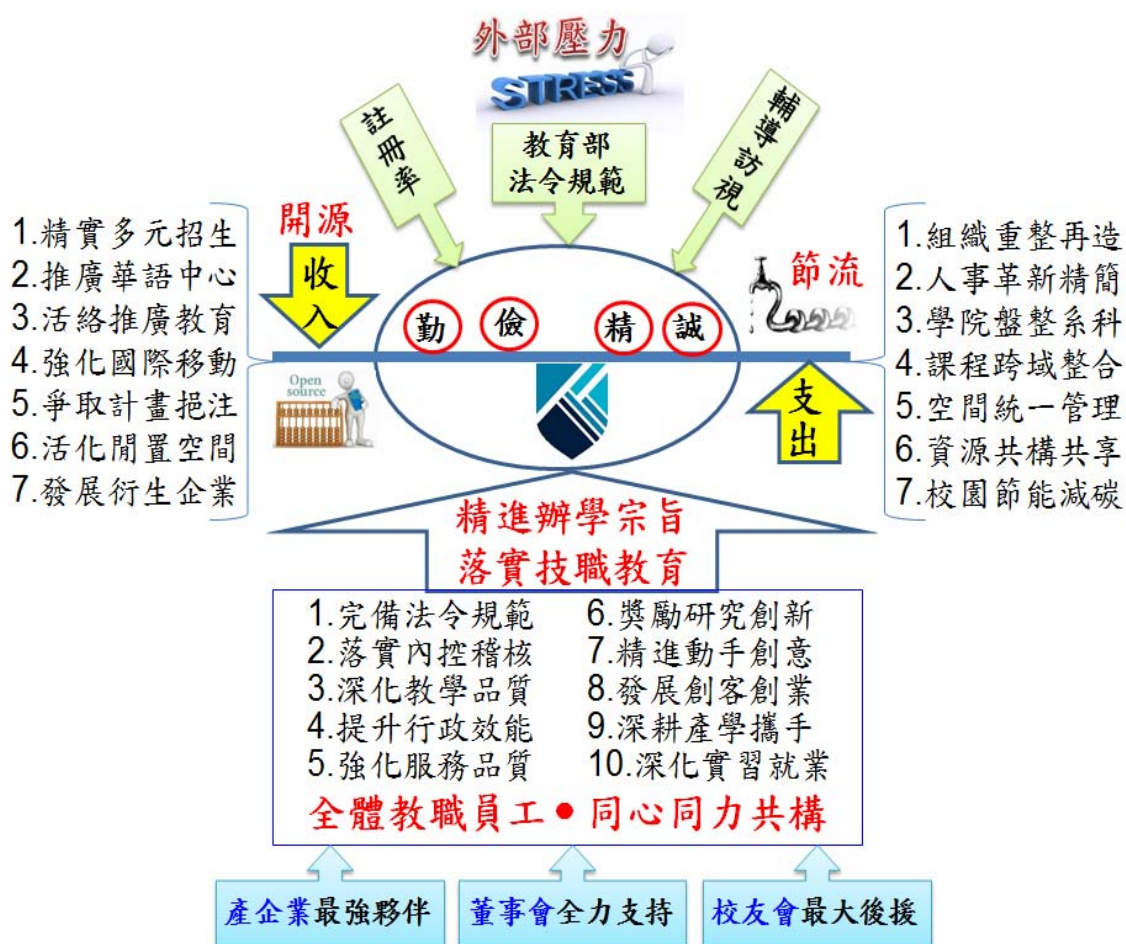 外部壓力
STRESS
註冊率
教育部
法令規範
輔導訪視
開源
收入
1.精實多元招生
2.推廣華語中心
3.活絡推廣教育
4.強化國際移動
5.爭取計畫挹注
6.活化閒置空間
7.發展衍生企業
勤
儉
精
誠
節流
支出
1.組織重整再造
2.人事革新精簡
3.學院盤整系科
4.課程跨域整合
5.空間統一管理
6.資源共構共享
7.校園節能減碳
Open
source
精進辦學宗旨
落實技職教育
1.完備法令規範
2.落實內控稽核
3.深化教學品質
4.提升行政效能
5.強化服務品質
6.獎勵研究創新
7.精進動手創意
8.發展創客創業
9.深耕產學攜手
10.深化實習就業
全體教職員工●同心同力共構
產企業最強夥伴
董事會全力支持
校友會最大後援